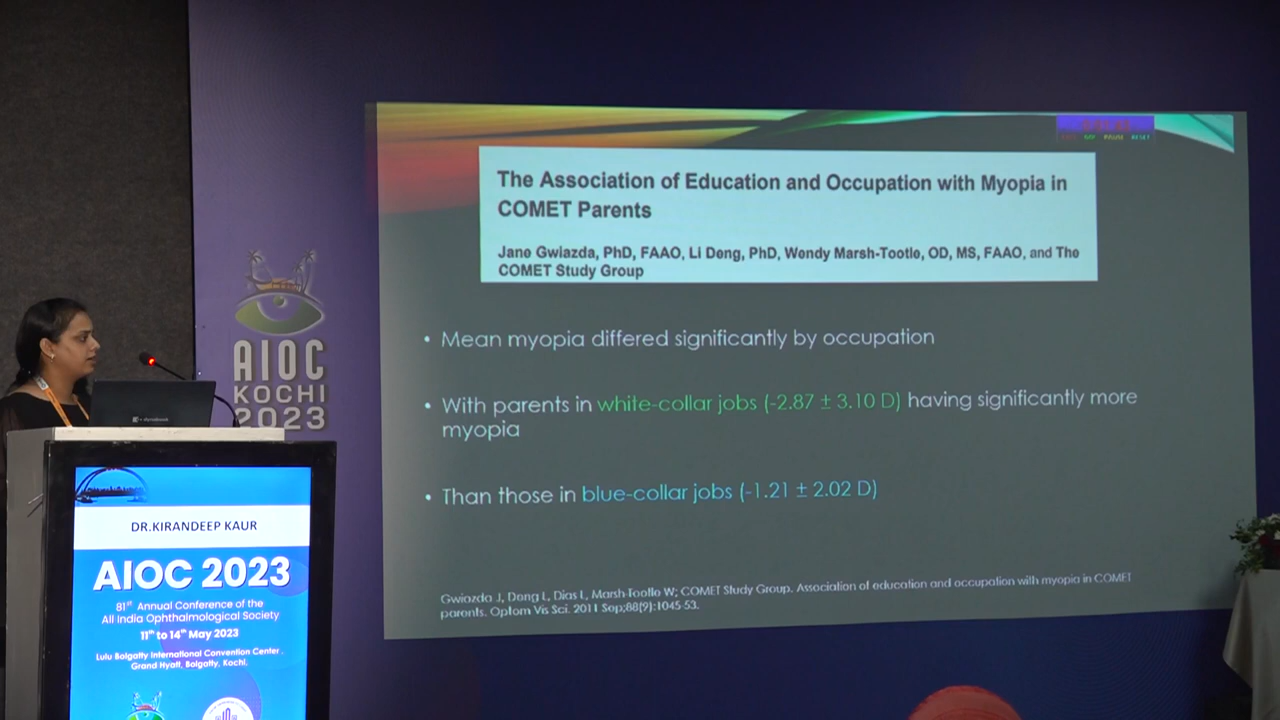 The Association of Education and Occupation with Myopia in
COMET Parents
Jane Gwiazda, PhD, FAAO, Li Deng, PhD, Wendy Marsh-Tootle, OD, MS, FAAO, and The
COMET Study Group
• Mean myopia differed significantly by occupation
• With parents in white-collar jobs (-2.87 ± 3.10 D) having significantly more
myopia
• Than those in blue-collar jobs (-1.21 ± 2.02 D)
Gwiazda J, Deng L, Dias L, Marsh-Tootle W; COMET Study Group. Association of education and occupation with myopia in COMET
parents. Optom Vis Sci. 2011 Sep;88(9):1045-53.
PAUSE RESET
AIOC
KOCHI
2023
DR.KIRANDEEP KAUR
AIOC 2023
81st Annual Conference of the
All India Ophthalmological Society
11th to 14th May 2023
Lulu Bolgatty International Convention Center,
Grand Hyatt, Bolgatty, Kochi.